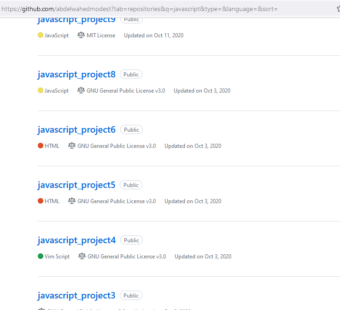 https://github.com/abdelwahedmodesi?tab=repositories&q=javascript&type=&language=&sort=
javascript_project9 Public
JavaScript MIT License Updated on Oct 11, 2020
javascript_project8 Public
JavaScript GNU General Public License v3.0 Updated on Oct 3, 2020
javascript_project6 Public
HTML GNU General Public License v3.0 Updated on Oct 3, 2020
javascript_project5 Public
HTML GNU General Public License v3.0 Updated on Oct 3, 2020
javascript_project4 Public
Vim Script GNU General Public License v3.0 Updated on Oct 3, 2020
javascript_project3 Public